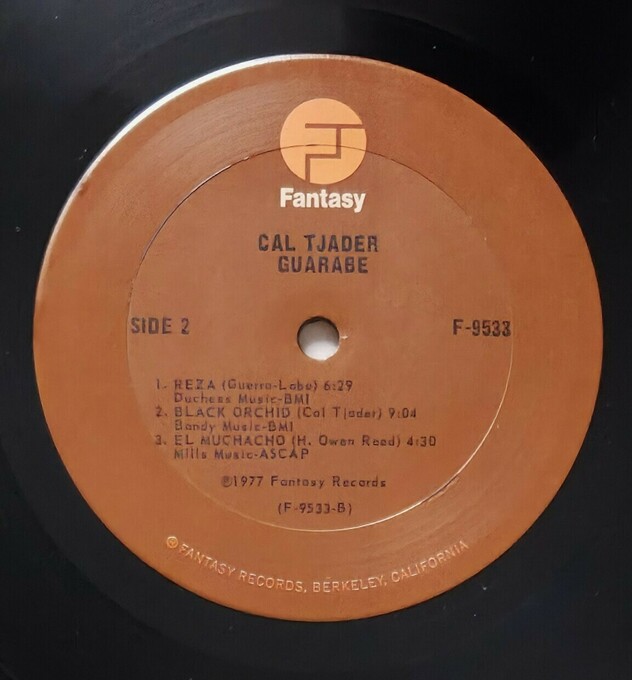 Fantasy
CAL TJADER
GUARABE
SIDE 2
F-9533
1. REZA (Guerra-Lobo) 6:29
Duchess Music-BMI
2. BLACK ORCHID (Cal Tjader) 9:04
Bandy Music-BMI
3. EL MUCHACHO (H. Owen Reed) 4:30
Mills Music-ASCAP
℗1977 Fantasy Records
(F-9533-B)
© FANTASY RECORDS, BERKELEY, CALIFORNIA